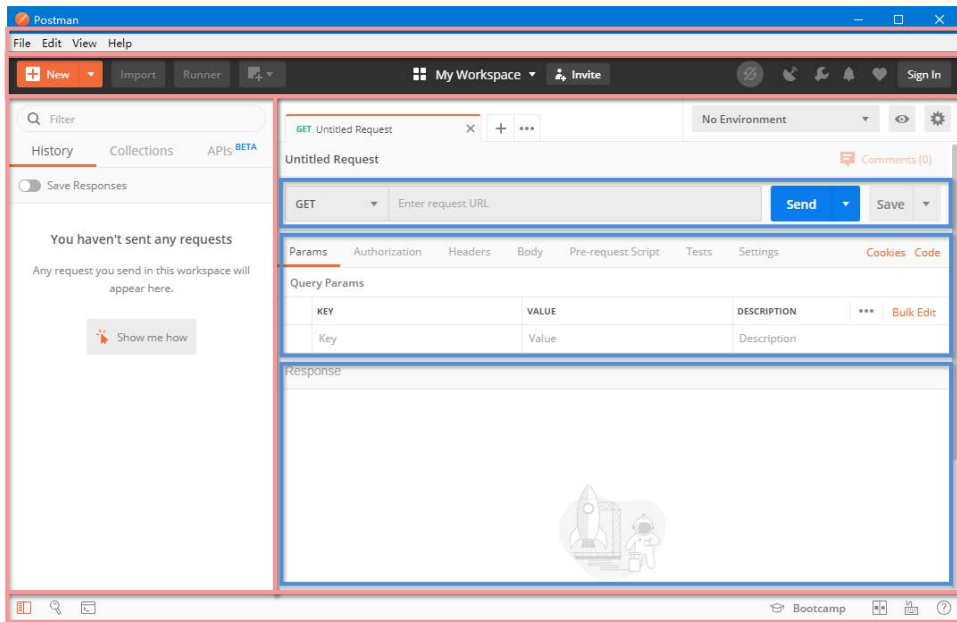 Postman
File Edit View Help
New Import Runner My Workspace Invite Sign In
Filter
History Collections APIs BETA
Save Responses
You haven't sent any requests
Any request you send in this workspace will
appear here.
Show me how
GET Untitled Request No Environment
Untitled Request Comments (0)
GET Enter request URL Send Save
Params Authorization Headers Body Pre-request Script Tests Settings Cookies Code
Query Params
KEY VALUE DESCRIPTION Bulk Edit
Key Value Description
Response
Bootcamp